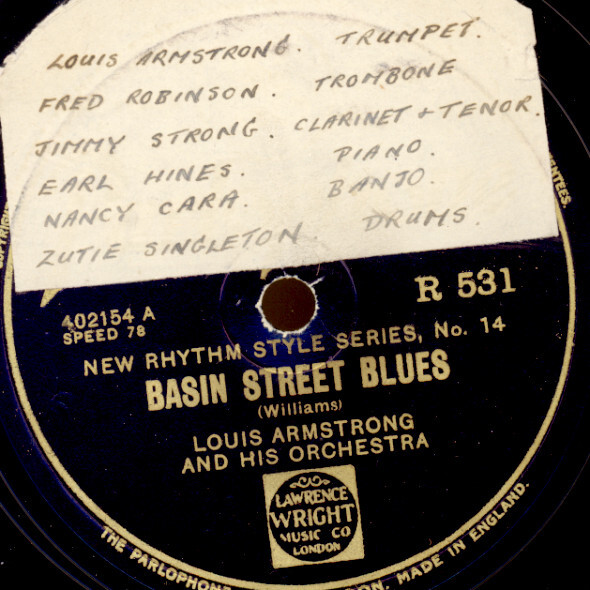 LOUIS ARMSTRONG. TRUMPET.
FRED ROBINSON. TROMBONE
JIMMY STRONG. CLARINET + TENOR.
EARL HINES. PIANO.
NANCY CARA. BANJO.
ZUTIE SINGLETON. DRUMS.
R 531
402154 A
SPEED 78
NEW RHYTHM STYLE SERIES, No. 14
BASIN STREET BLUES
(Williams)
LOUIS ARMSTRONG
AND HIS ORCHESTRA
LAWRENCE
WRIGHT
MUSIC CO
LONDON
THE PARLOPHONE MADE IN ENGLAND.